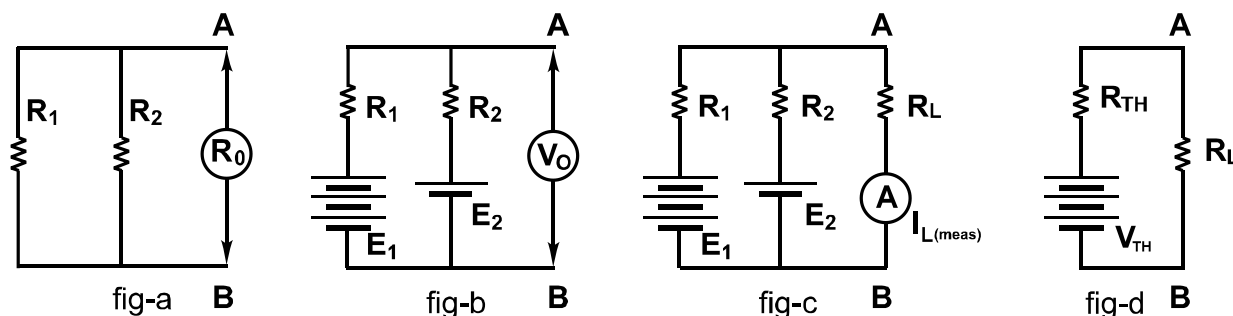 A
R1
R2
R0
fig-a
B
A
R1
R2
VO
E1
E2
fig-b
B
A
R1
R2
RL
A
IL(meas)
E1
E2
fig-c
B
A
RTH
RL
VTH
fig-d
B